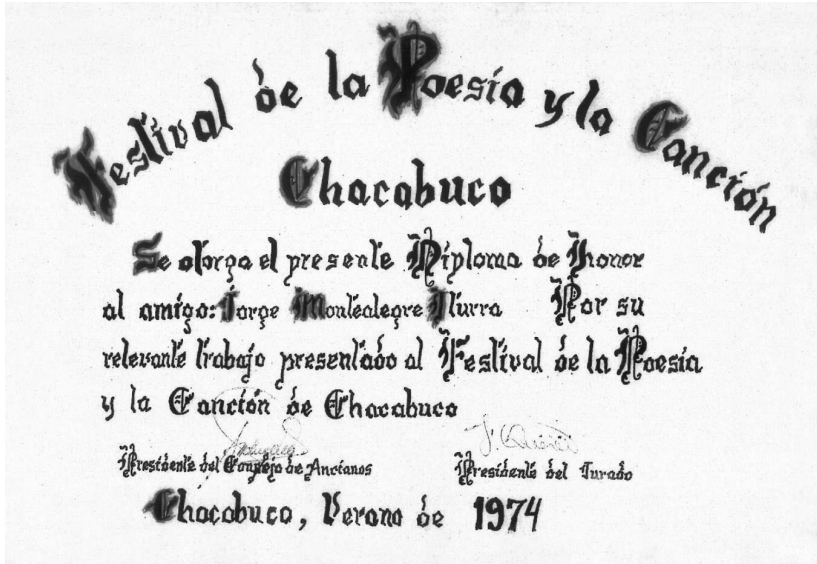 Festival de la Poesía y la Canción
Chacabuco
Se otorga el presente Diploma de Honor
al amigo: Jorge Montealegre Iturra Por su
relevante trabajo presentado al Festival de la Poesía
y la Canción de Chacabuco
Presidente del Consejo de Ancianos Presidente del Jurado
Chacabuco, Verano de 1974